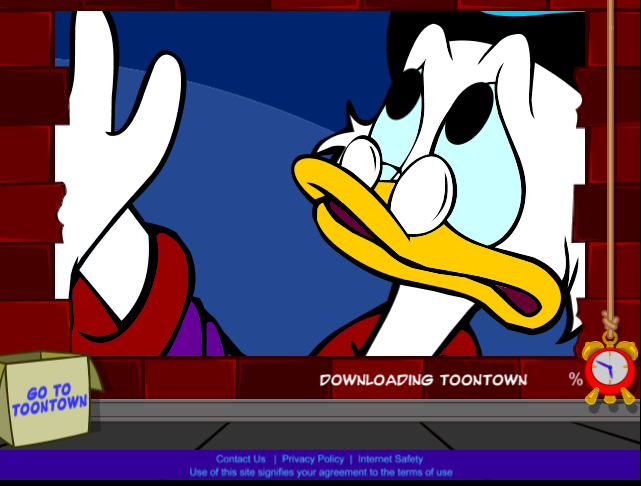 DOWNLOADING TOONTOWN %
GO TO
TOONTOWN
Contact Us | Privacy Policy | Internet Safety
Use of this site signifies your agreement to the terms of use